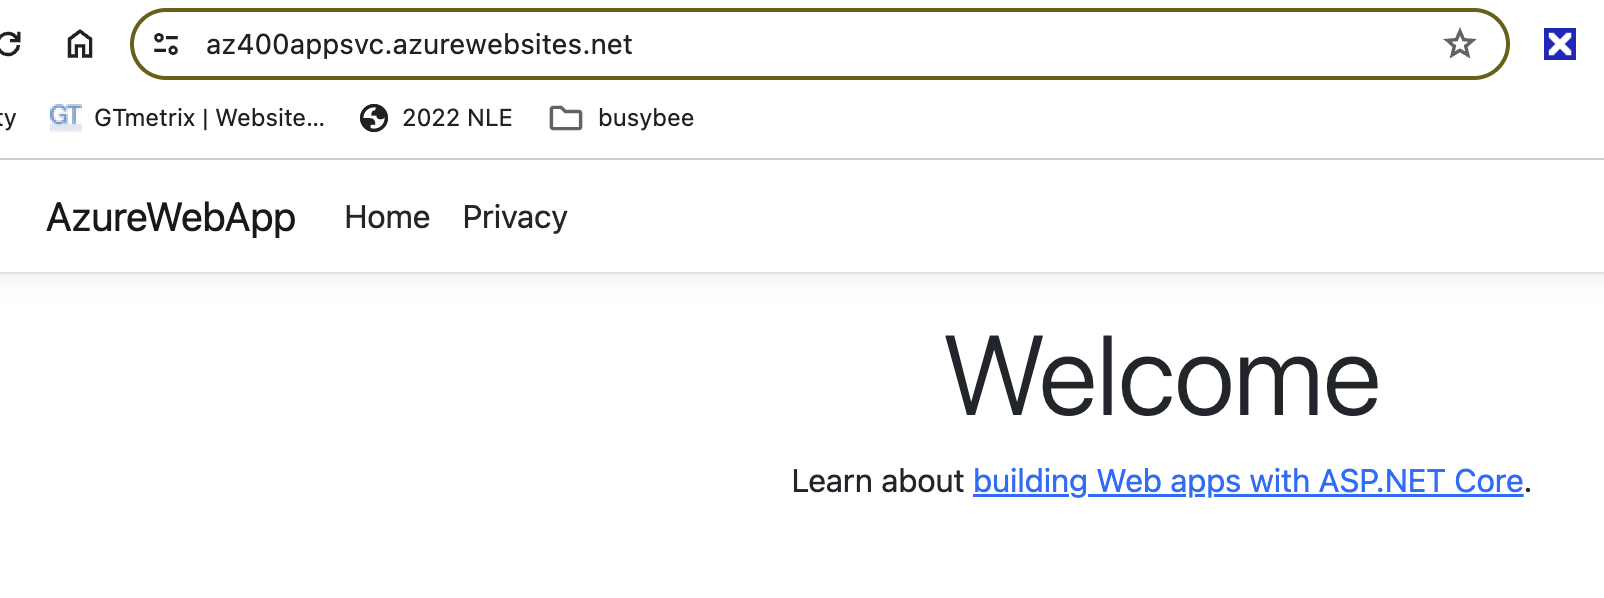 az400appsvc.azurewebsites.net
GT GTmetrix | Website... 2022 NLE busybee
AzureWebApp Home Privacy
Welcome
Learn about building Web apps with ASP.NET Core.